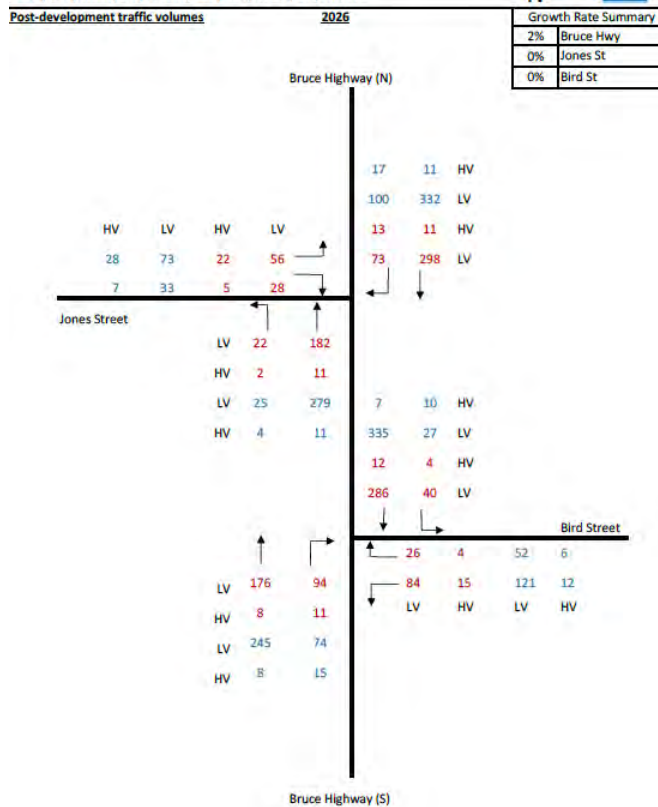 Post-development traffic volumes 2026 Growth Rate Summary
2% Bruce Hwy
0% Jones St
0% Bird St
Bruce Highway (N)
17 11 HV
100 332 LV
HV LV HV LV 13 11 HV
28 73 22 56 73 298 LV
7 33 5 28
Jones Street
LV 22 182
HV 2 11
LV 25 279 7 10 HV
HV 4 11 335 27 LV
12 4 HV
286 40 LV
Bird Street
26 4 52 6
LV 176 94 84 15 121 12
HV 8 11 LV HV LV HV
LV 245 74
HV 8 15
Bruce Highway (S)